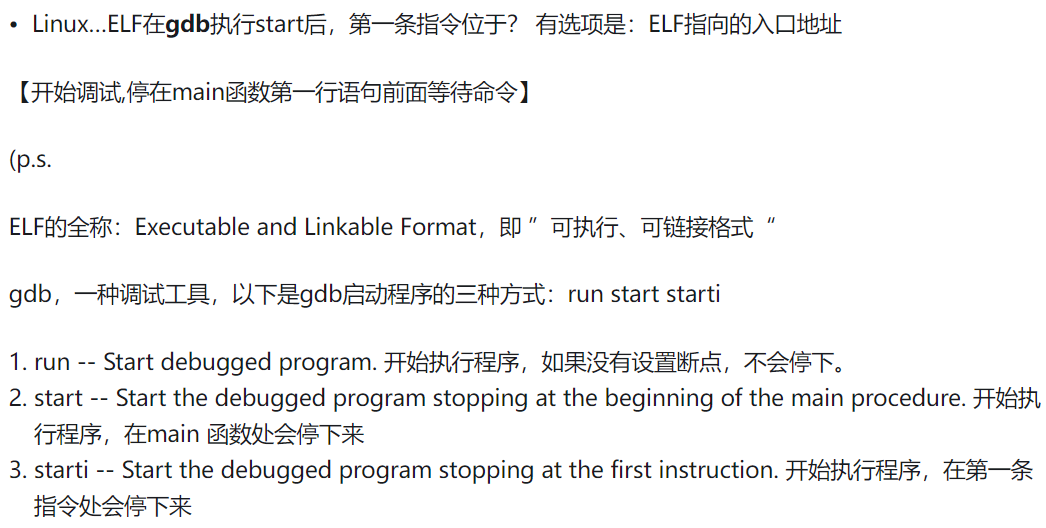 • Linux...ELF在gdb执行start后，第一条指令位于？ 有选项是：ELF指向的入口地址
【开始调试,停在main函数第一行语句前面等待命令】
(p.s.
ELF的全称：Executable and Linkable Format，即 ”可执行、可链接格式“
gdb，一种调试工具，以下是gdb启动程序的三种方式：run start starti
1. run -- Start debugged program. 开始执行程序，如果没有设置断点，不会停下。
2. start -- Start the debugged program stopping at the beginning of the main procedure. 开始执
行程序，在main 函数处会停下来
3. starti -- Start the debugged program stopping at the first instruction. 开始执行程序，在第一条
指令处会停下来